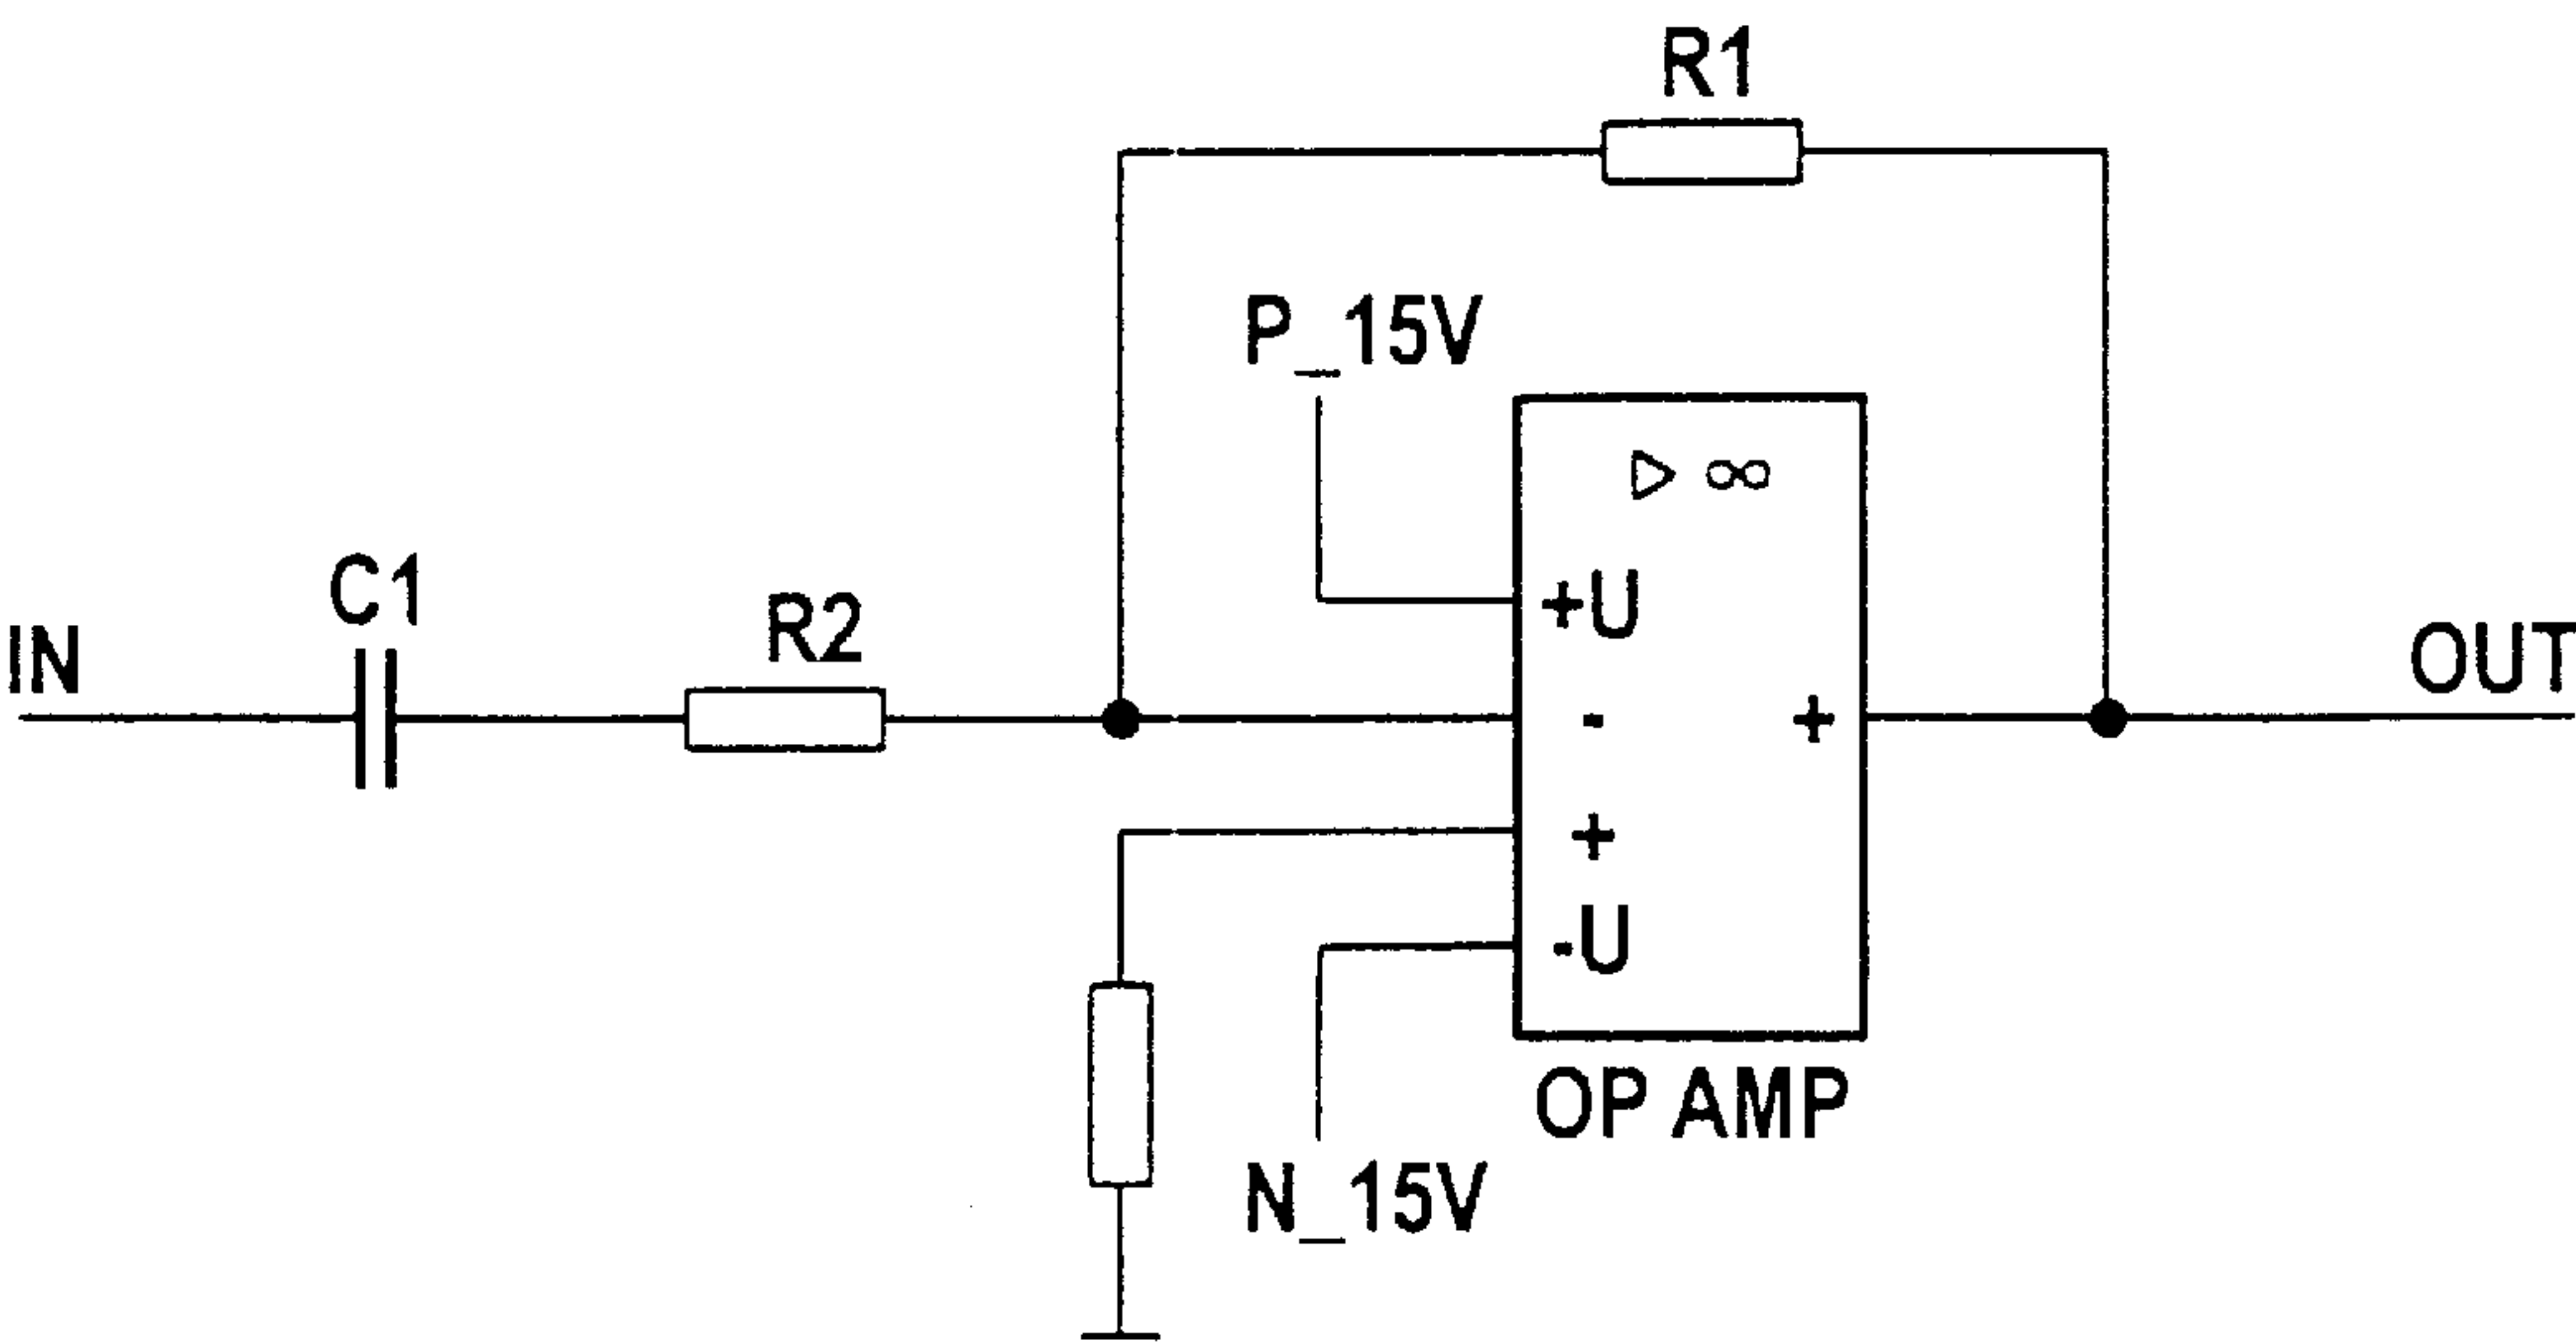 R1
P_15V
▷ ∞
C1
+U
R2
IN
OUT
-
+
+
-U
OP AMP
N_15V